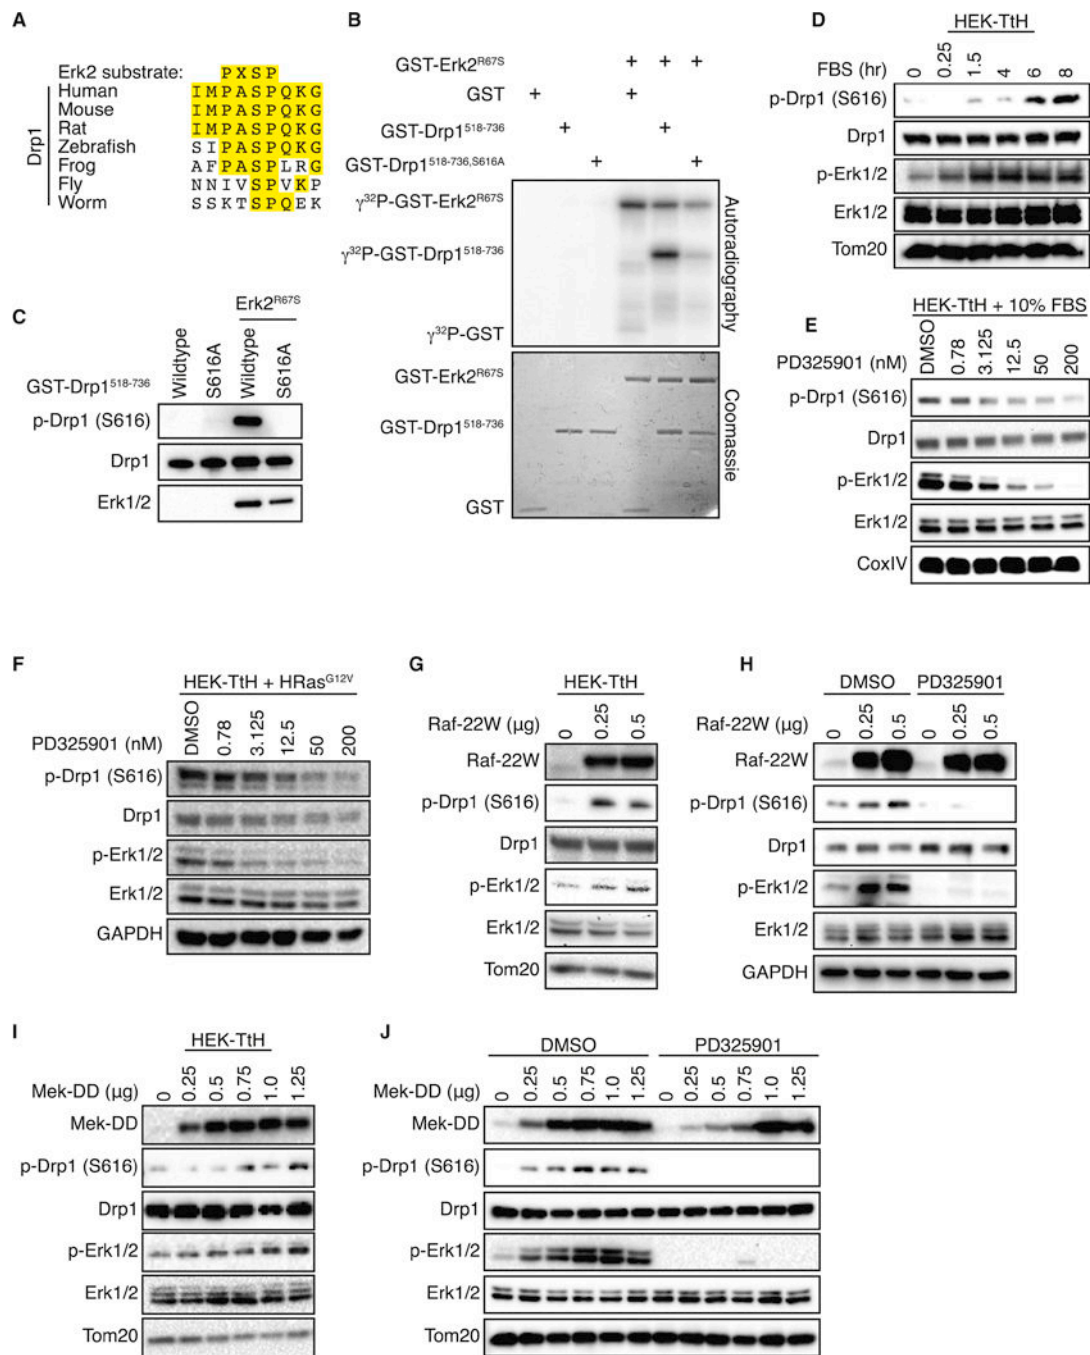 A
Erk2 substrate: P X S P
Drp1
Human I M P A S P Q K G
Mouse I M P A S P Q K G
Rat I M P A S P Q K G
Zebrafish S I P A S P Q K G
Frog A F P A S P L R G
Fly N N I V S P V K P
Worm S S K T S P Q E K
B
GST-Erk2R67S + + +
GST + +
GST-Drp1518-736 + +
GST-Drp1518-736,S616A + +
γ32P-GST-Erk2R67S
γ32P-GST-Drp1518-736
γ32P-GST
Autoradiography
GST-Erk2R67S
GST-Drp1518-736
GST
Coomassie
C
Erk2R67S
GST-Drp1518-736 Wildtype S616A Wildtype S616A
p-Drp1 (S616)
Drp1
Erk1/2
D
HEK-TtH
FBS (hr) 0 0.25 1.5 4 6 8
p-Drp1 (S616)
Drp1
p-Erk1/2
Erk1/2
Tom20
E
HEK-TtH + 10% FBS
PD325901 (nM) DMSO 0.78 3.125 12.5 50 200
p-Drp1 (S616)
Drp1
p-Erk1/2
Erk1/2
CoxIV
F
HEK-TtH + HRasG12V
PD325901 (nM) DMSO 0.78 3.125 12.5 50 200
p-Drp1 (S616)
Drp1
p-Erk1/2
Erk1/2
GAPDH
G
HEK-TtH
Raf-22W (µg) 0 0.25 0.5
Raf-22W
p-Drp1 (S616)
Drp1
p-Erk1/2
Erk1/2
Tom20
H
DMSO PD325901
Raf-22W (µg) 0 0.25 0.5 0 0.25 0.5
Raf-22W
p-Drp1 (S616)
Drp1
p-Erk1/2
Erk1/2
GAPDH
I
HEK-TtH
Mek-DD (µg) 0 0.25 0.5 0.75 1.0 1.25
Mek-DD
p-Drp1 (S616)
Drp1
p-Erk1/2
Erk1/2
Tom20
J
DMSO PD325901
Mek-DD (µg) 0 0.25 0.5 0.75 1.0 1.25 0 0.25 0.5 0.75 1.0 1.25
Mek-DD
p-Drp1 (S616)
Drp1
p-Erk1/2
Erk1/2
Tom20